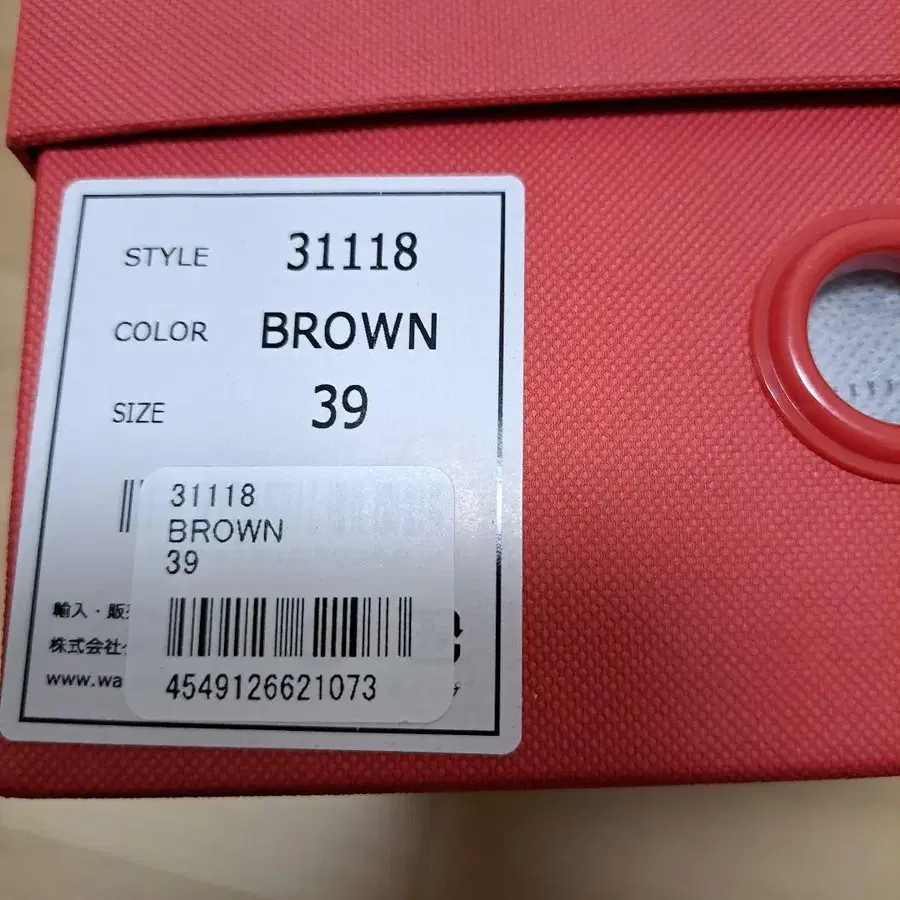 STYLE 31118
COLOR BROWN
SIZE 39
31118
BROWN
39
輸入・販
株式会社
www.wa
4549126621073